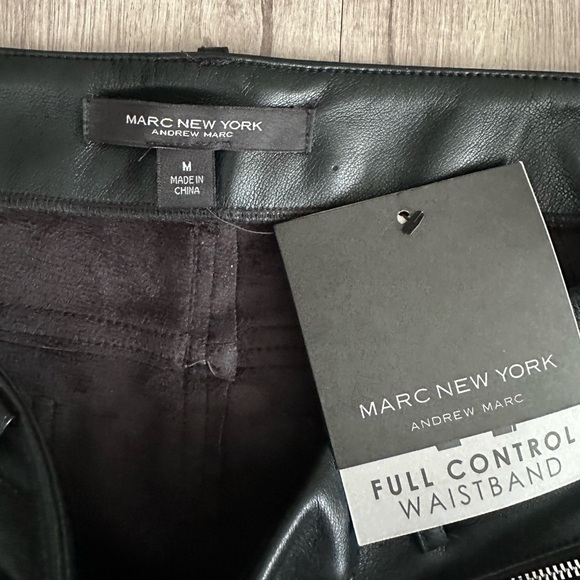 MARC NEW YORK
ANDREW MARC
M
MADE IN
CHINA
MARC NEW YORK
ANDREW MARC
FULL CONTROL
WAISTBAND